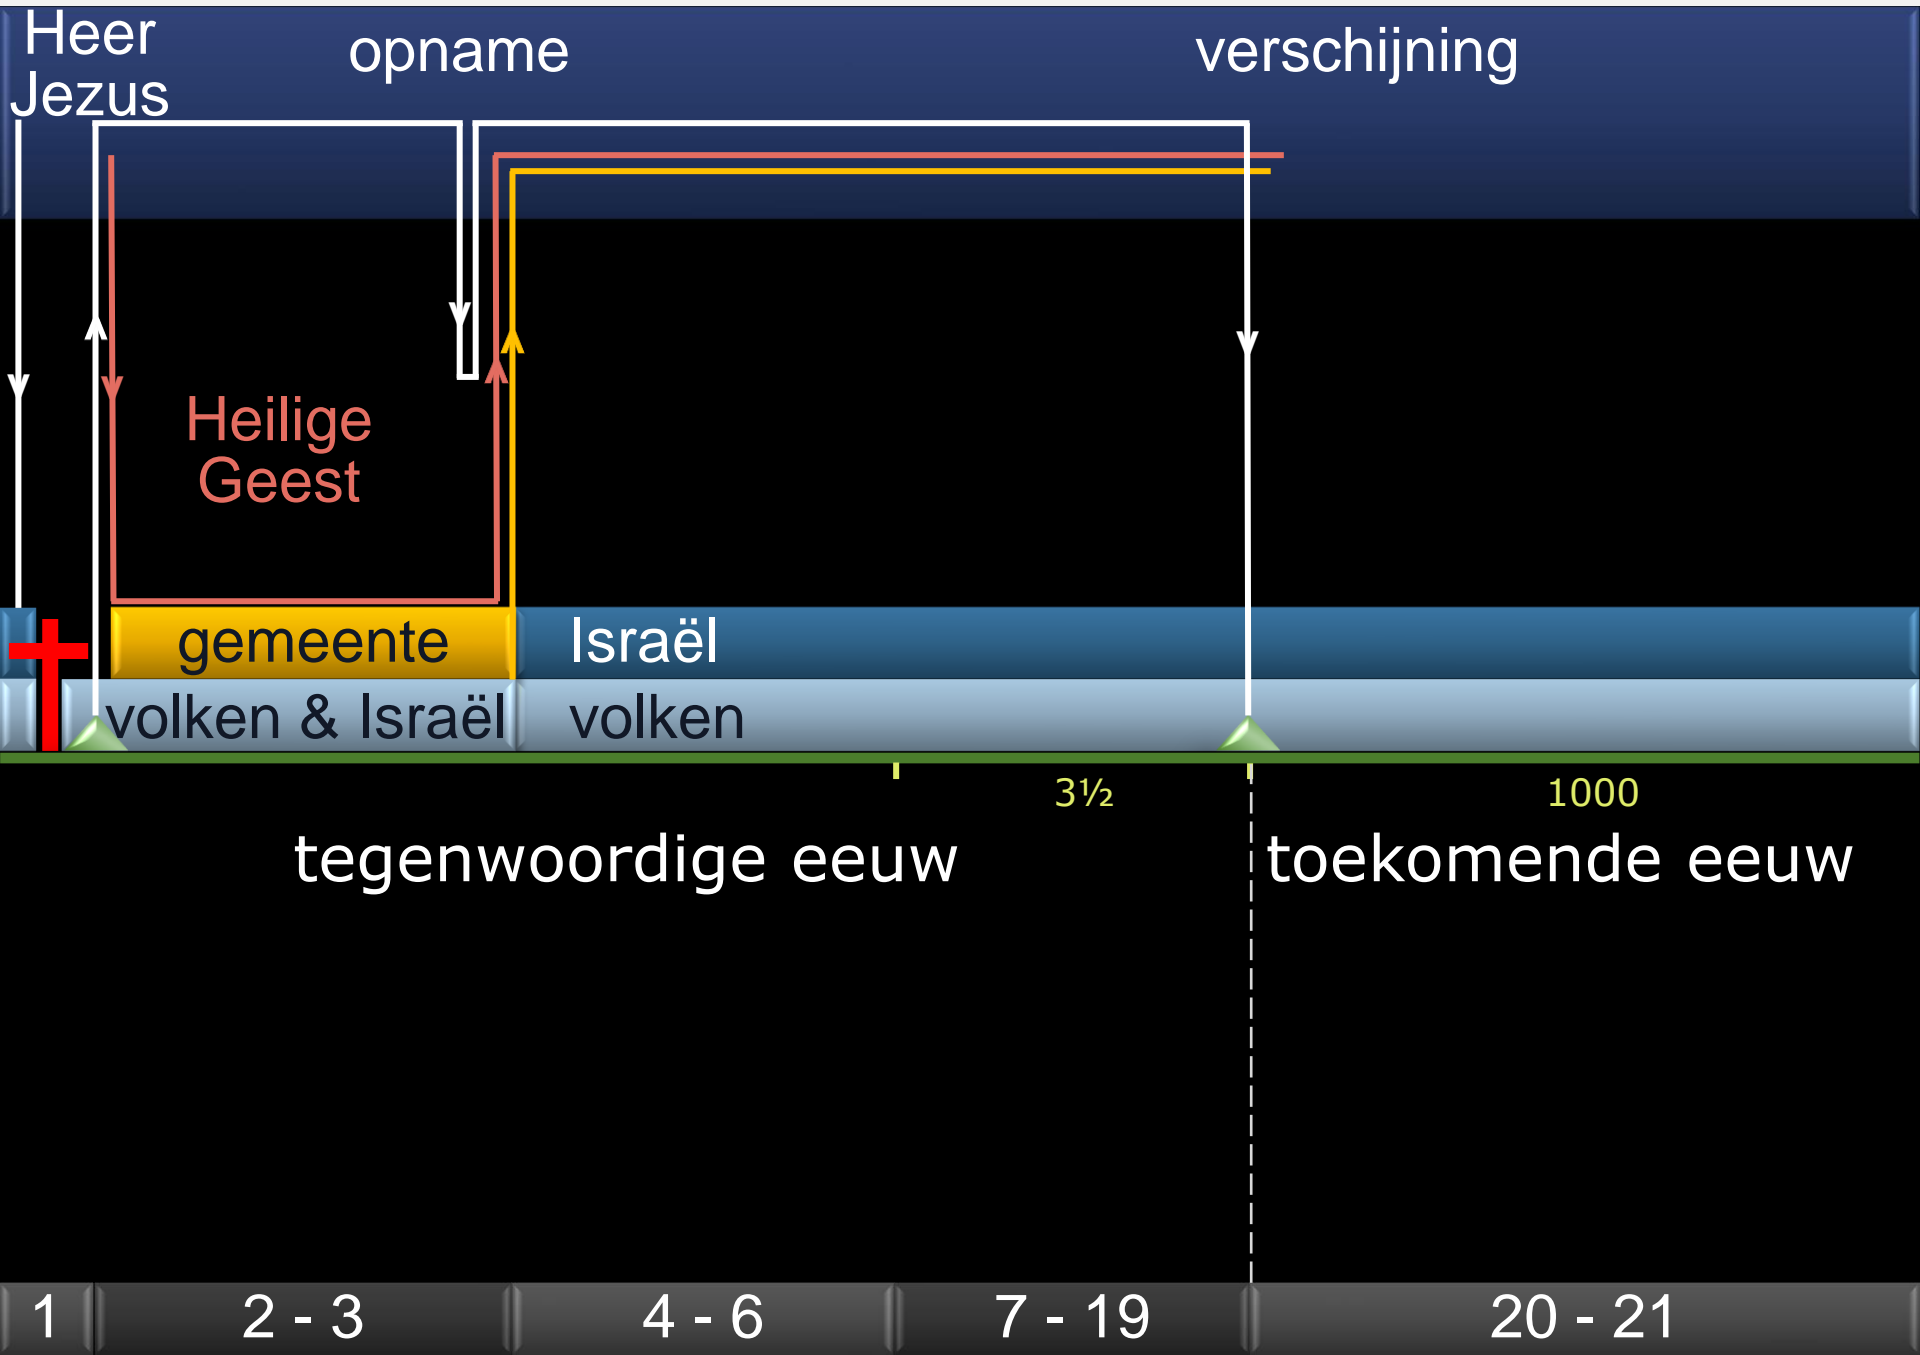 Heer
Jezus
opname
verschijning
Heilige
Geest
gemeente
Israël
volken & Israël
volken
3½
1000
tegenwoordige eeuw
toekomende eeuw
1
2 - 3
4 - 6
7 - 19
20 - 21